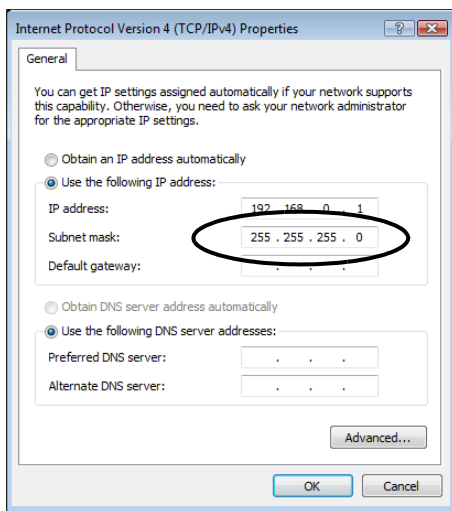 Internet Protocol Version 4 (TCP/IPv4) Properties
General
You can get IP settings assigned automatically if your network supports
this capability. Otherwise, you need to ask your network administrator
for the appropriate IP settings.
Obtain an IP address automatically
Use the following IP address:
IP address: 192 . 168 . 0 . 1
Subnet mask: 255 . 255 . 255 . 0
Default gateway: . . .
Obtain DNS server address automatically
Use the following DNS server addresses:
Preferred DNS server: . . .
Alternate DNS server: . . .
Advanced...
OK Cancel